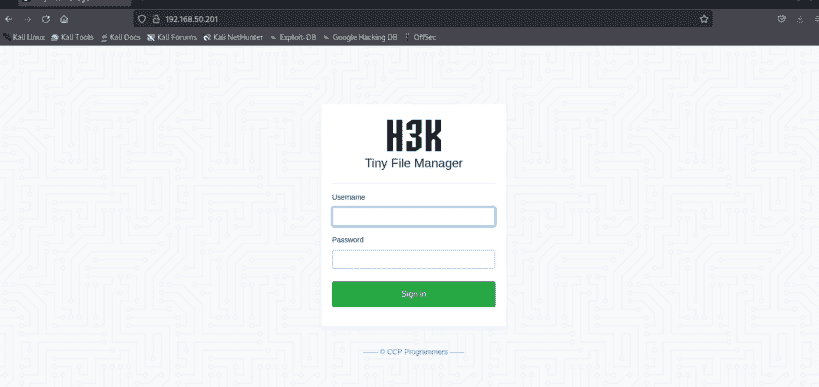 192.168.50.201
Kali Linux Kali Tools Kali Docs Kali Forums Kali NetHunter Exploit-DB Google Hacking DB OffSec
H3K
Tiny File Manager
Username
Password
Sign in
—— © CCP Programmers ——